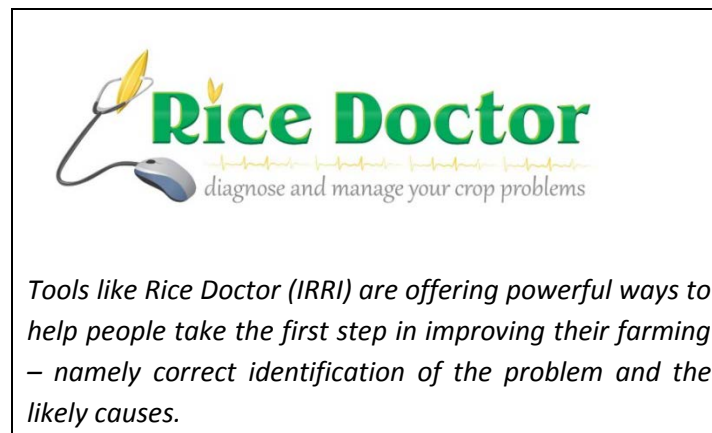 Rice Doctor
diagnose and manage your crop problems
Tools like Rice Doctor (IRRI) are offering powerful ways to
help people take the first step in improving their farming
– namely correct identification of the problem and the
likely causes.